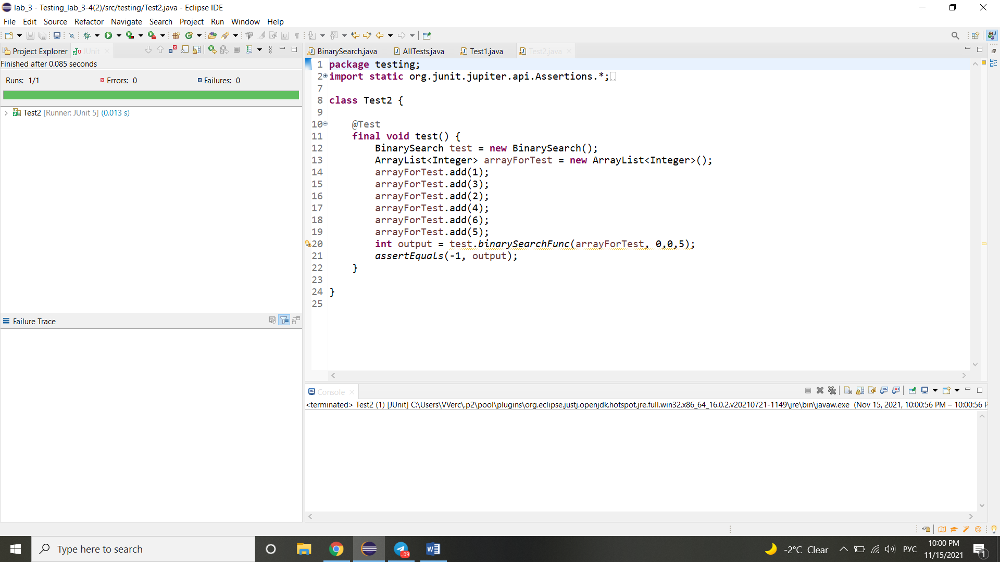 lab_3 - Testing_lab_3-4(2)/src/testing/Test2.java - Eclipse IDE
File Edit Source Refactor Navigate Search Project Run Window Help
Project Explorer JUnit
BinarySearch.java AllTests.java Test1.java Test2.java
Finished after 0.085 seconds
Runs: 1/1 Errors: 0 Failures: 0
Test2 [Runner: JUnit 5] (0.013 s)
Failure Trace
1 package testing;
2 import static org.junit.jupiter.api.Assertions.*;
7
8 class Test2 {
9
10 @Test
11 final void test() {
12 BinarySearch test = new BinarySearch();
13 ArrayList<Integer> arrayForTest = new ArrayList<Integer>();
14 arrayForTest.add(1);
15 arrayForTest.add(3);
16 arrayForTest.add(2);
17 arrayForTest.add(4);
18 arrayForTest.add(6);
19 arrayForTest.add(5);
20 int output = test.binarySearchFunc(arrayForTest, 0,0,5);
21 assertEquals(-1, output);
22 }
23
24 }
25
Console
<terminated> Test2 (1) [JUnit] C:\Users\VVerc\.p2\pool\plugins\org.eclipse.justj.openjdk.hotspot.jre.full.win32.x86_64_16.0.2.v20210721-1149\jre\bin\javaw.exe (Nov 15, 2021, 10:00:56 PM – 10:00:56 P
Type here to search
..09
-2°C Clear
РУС
10:00 PM
11/15/2021
1